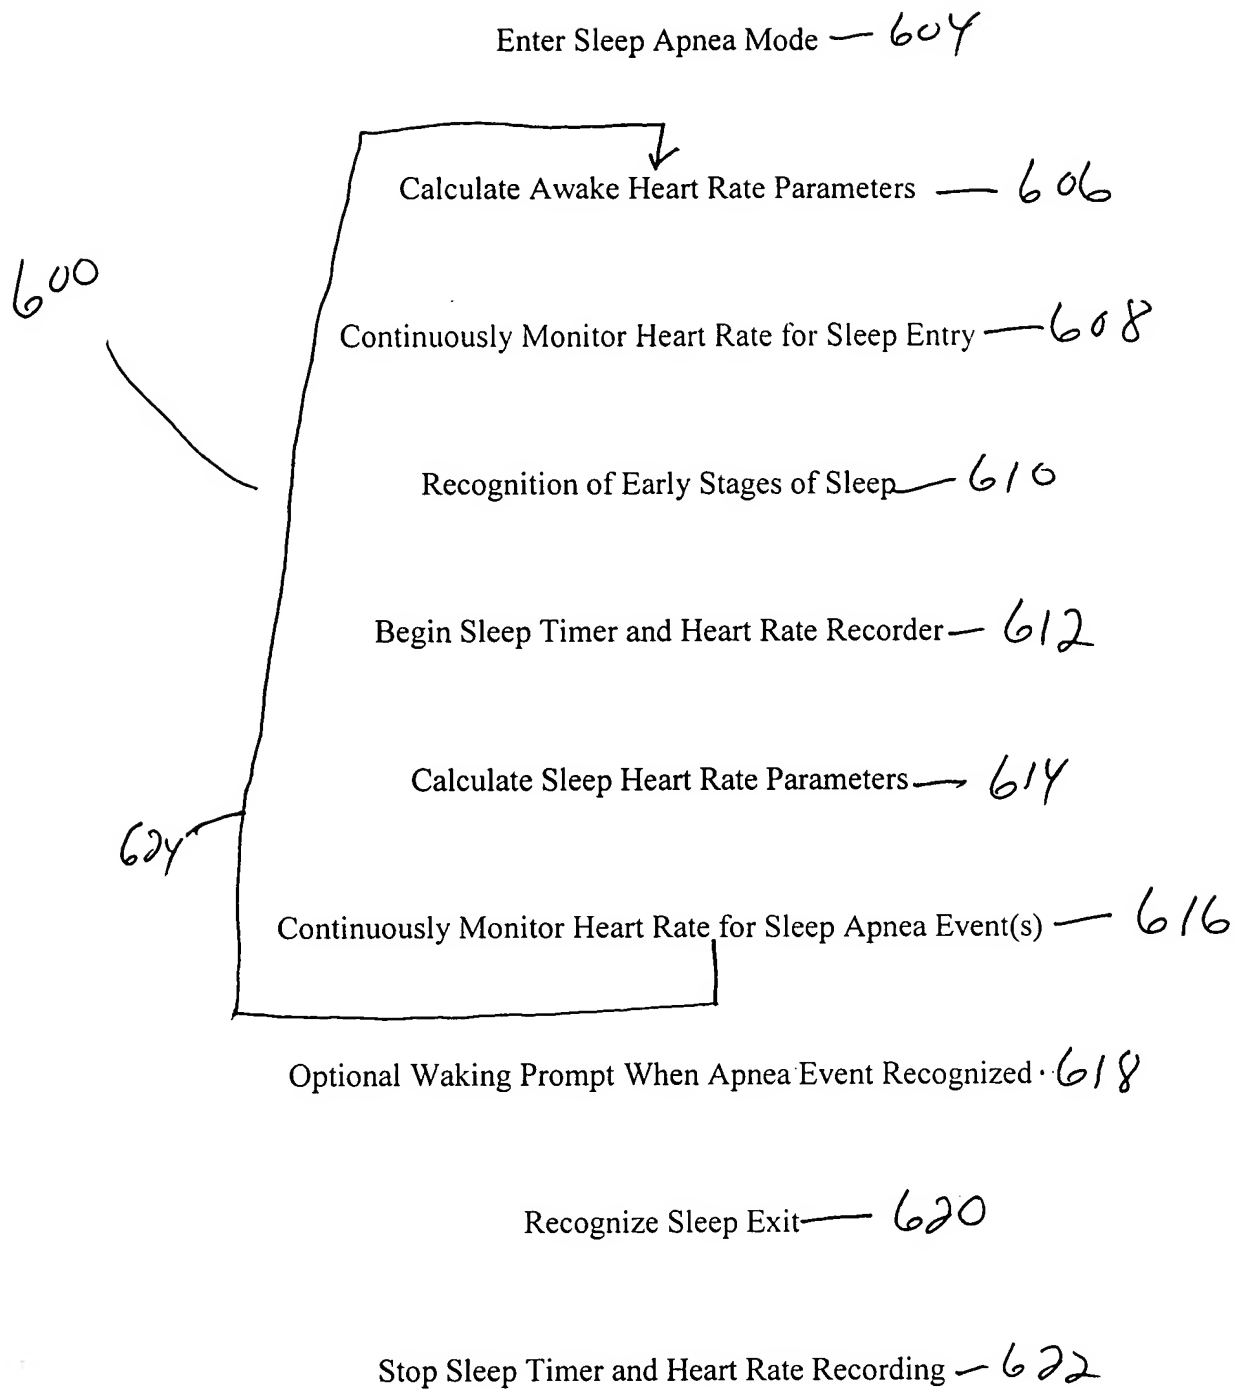 Enter Sleep Apnea Mode — 604
Calculate Awake Heart Rate Parameters — 606
600
Continuously Monitor Heart Rate for Sleep Entry — 608
Recognition of Early Stages of Sleep — 610
Begin Sleep Timer and Heart Rate Recorder — 612
Calculate Sleep Heart Rate Parameters — 614
624
Continuously Monitor Heart Rate for Sleep Apnea Event(s) — 616
Optional Waking Prompt When Apnea Event Recognized 618
Recognize Sleep Exit — 620
Stop Sleep Timer and Heart Rate Recording — 622